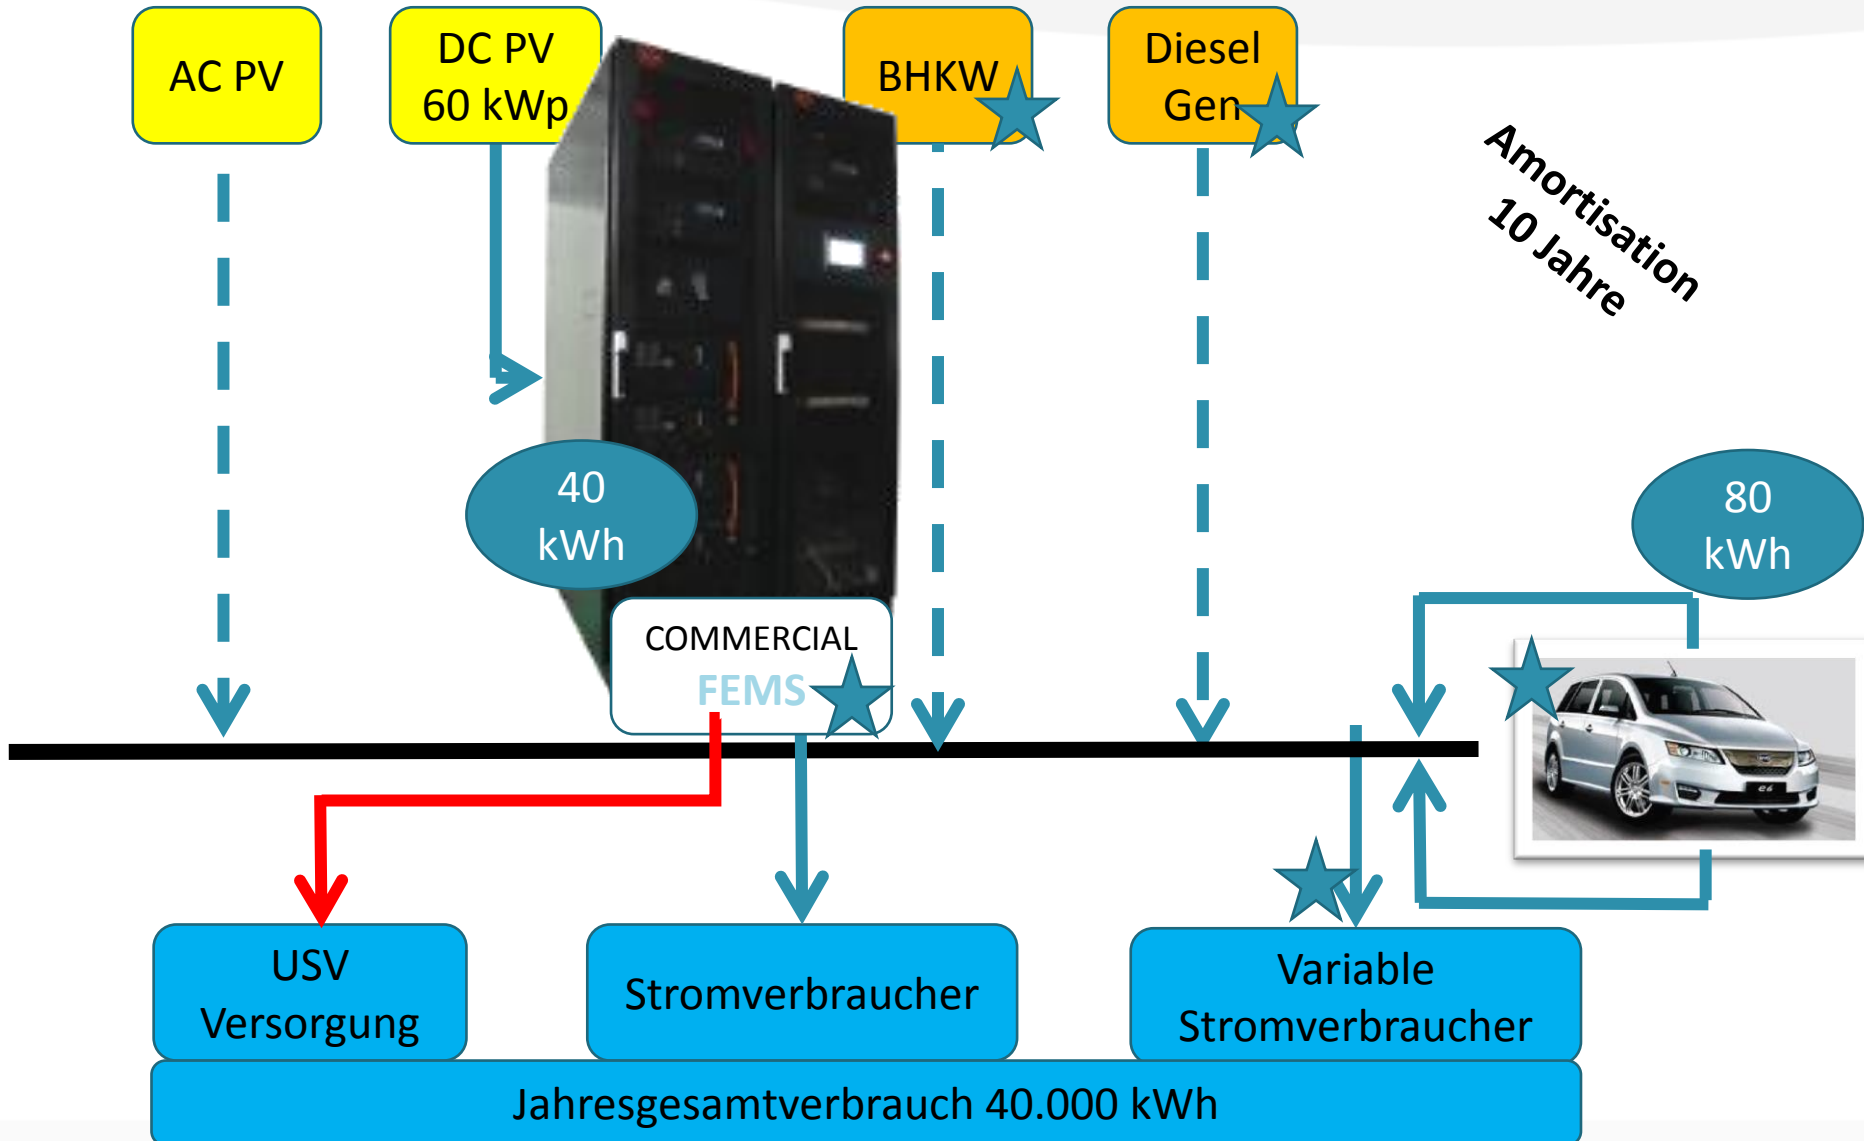 AC PV
DC PV
60 kWp
BHKW
Diesel
Gen
Amortisation
10 Jahre
40
kWh
80
kWh
COMMERCIAL
FEMS
e6
USV
Versorgung
Stromverbraucher
Variable
Stromverbraucher
Jahresgesamtverbrauch 40.000 kWh